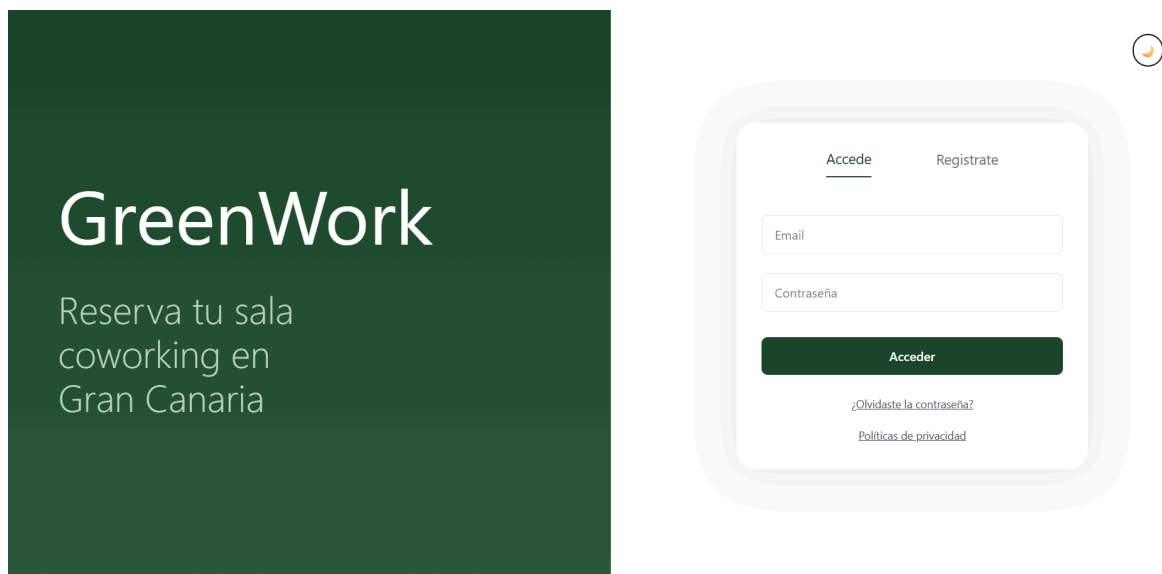 GreenWork
Reserva tu sala
coworking en
Gran Canaria
Accede
Registrate
Email
Contraseña
Acceder
¿Olvidaste la contraseña?
Políticas de privacidad